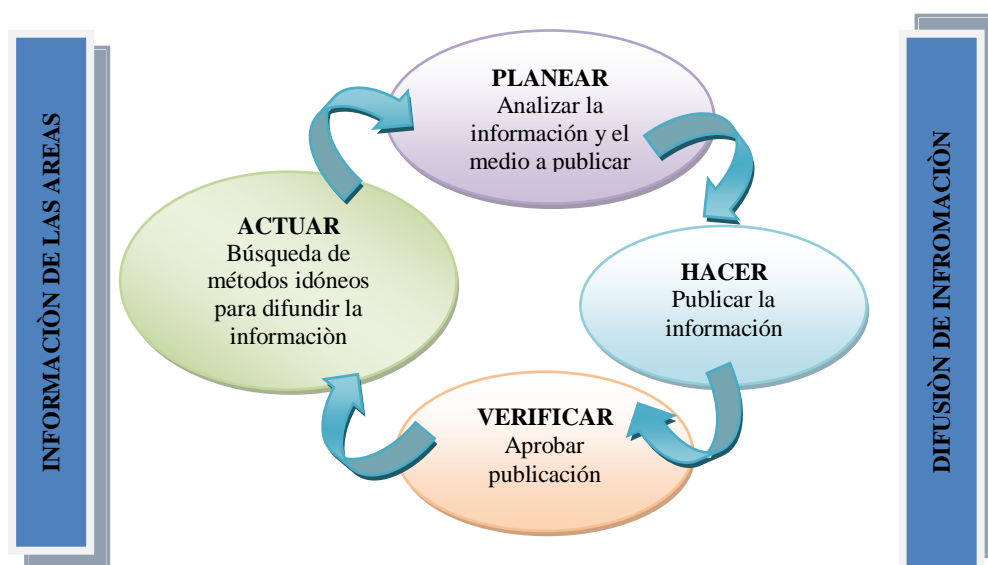 INFORMACIÒN DE LAS AREAS
PLANEAR
Analizar la
información y el
medio a publicar
HACER
Publicar la
información
VERIFICAR
Aprobar
publicación
ACTUAR
Búsqueda de
métodos idóneos
para difundir la
informaciòn
DIFUSIÒN DE INFROMACIÒN